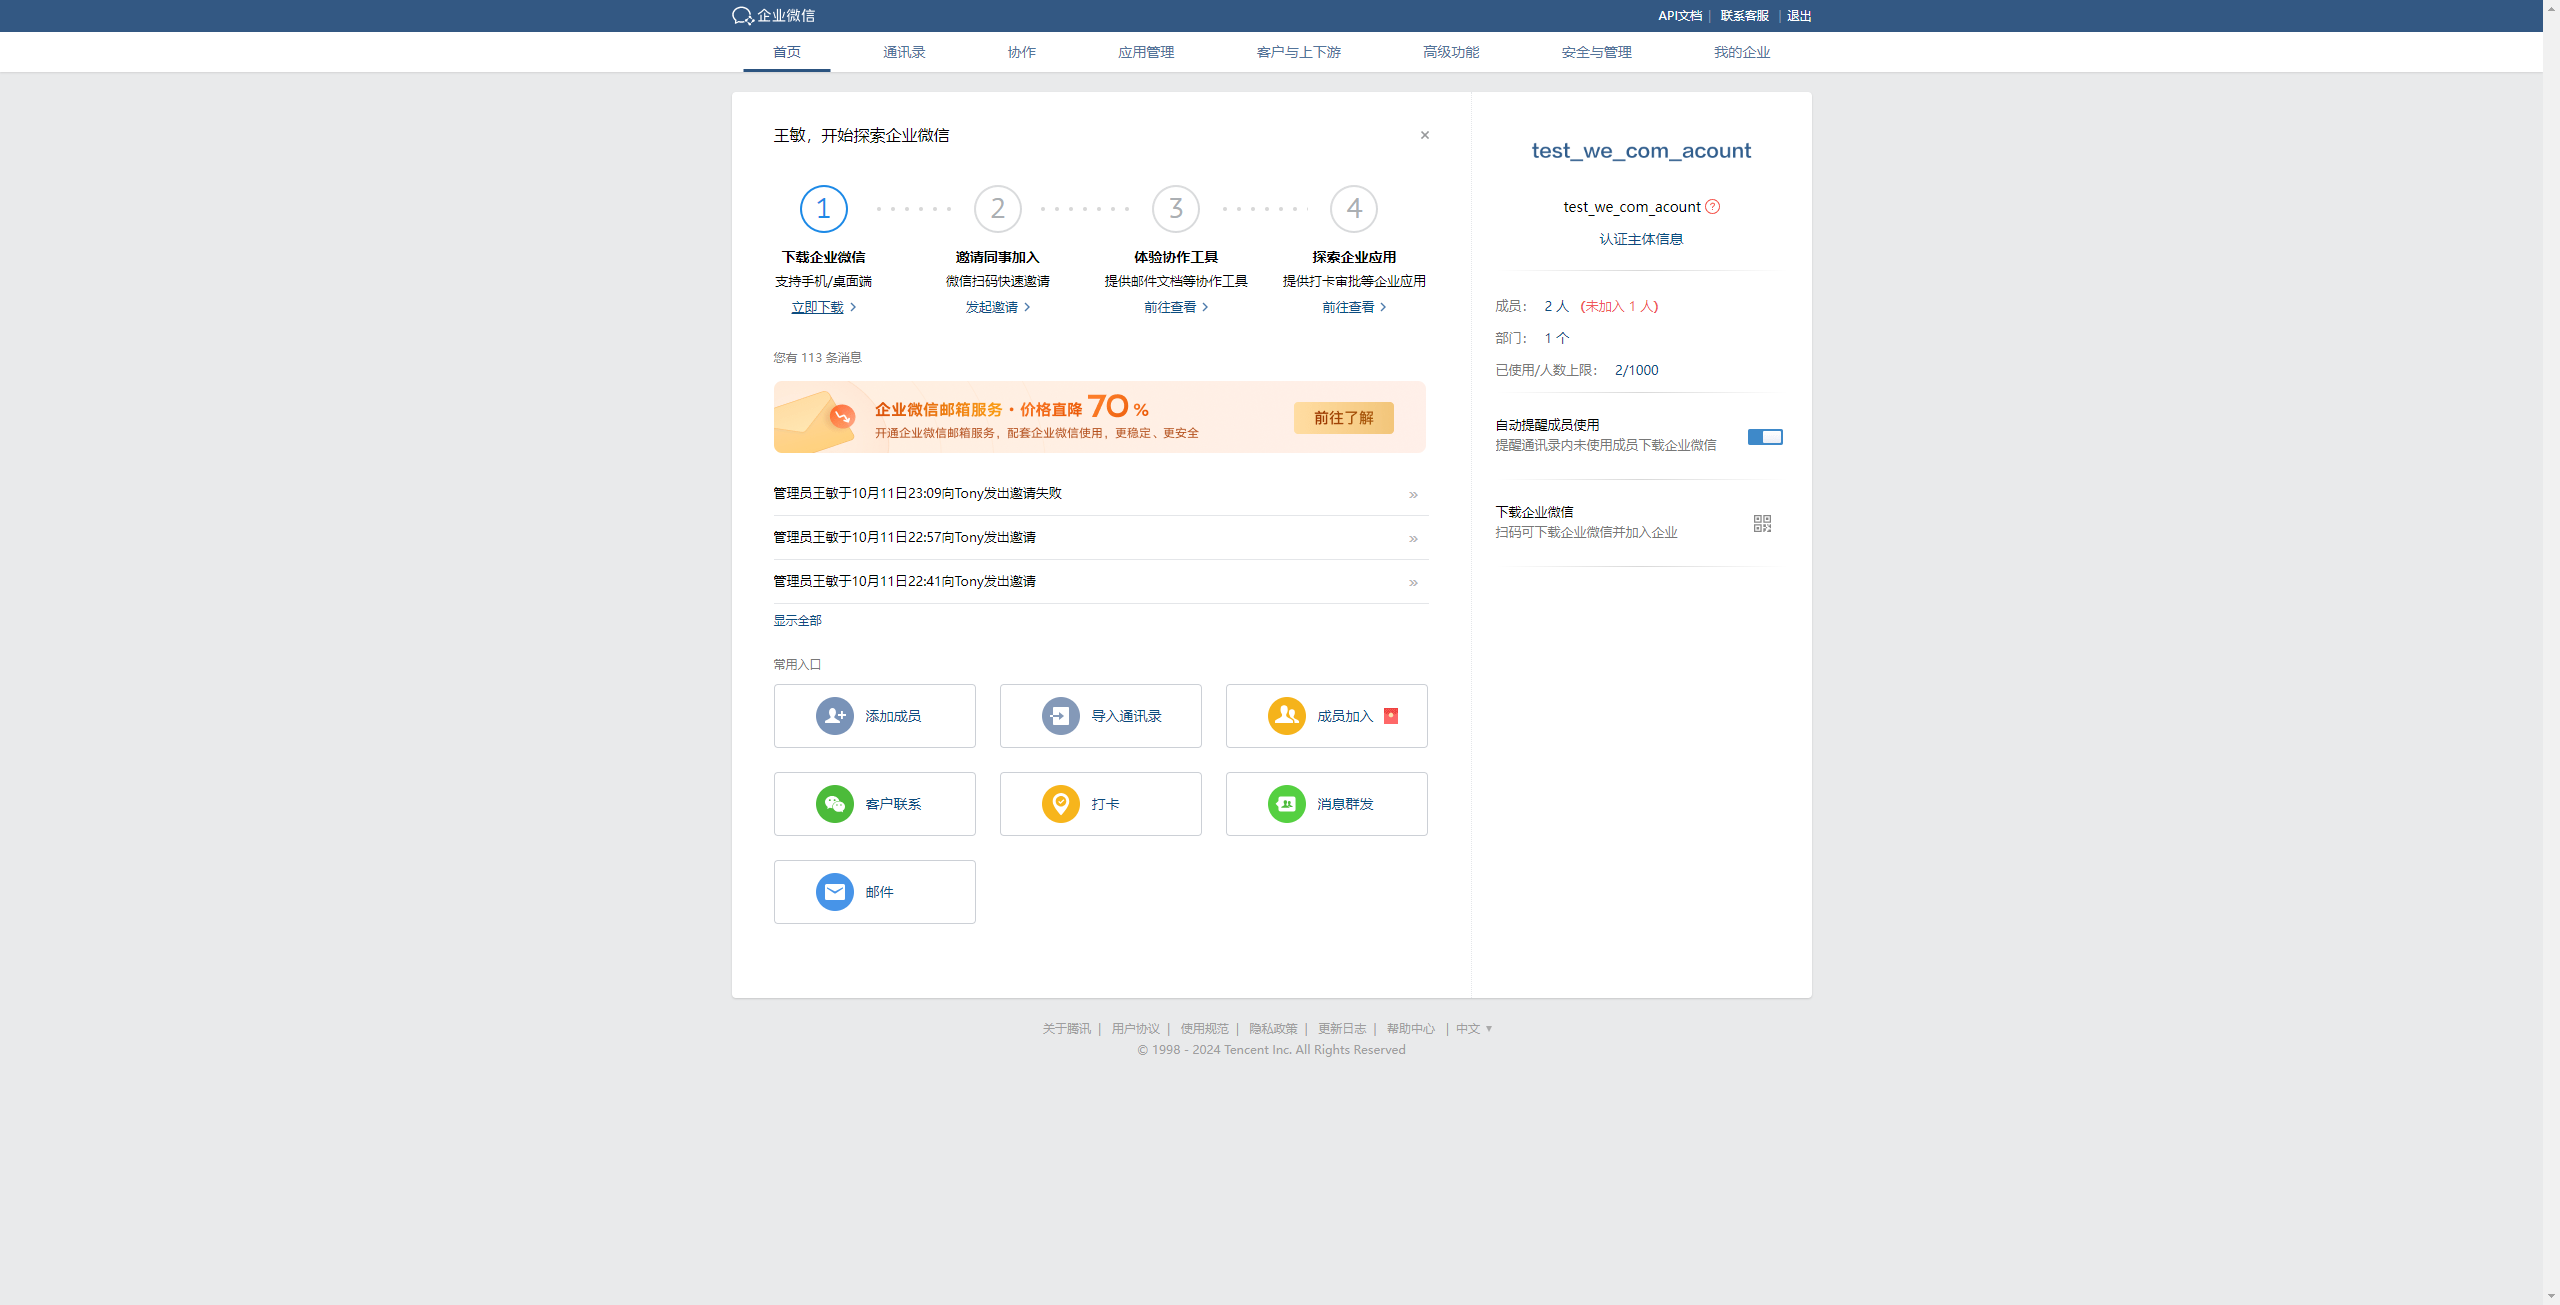 企业微信
API文档 | 联系客服 | 退出
首页 通讯录 协作 应用管理 客户与上下游 高级功能 安全与管理 我的企业
王敏，开始探索企业微信
×
1 2 3 4
下载企业微信 邀请同事加入 体验协作工具 探索企业应用
支持手机/桌面端 微信扫码快速邀请 提供邮件文档等协作工具 提供打卡审批等企业应用
立即下载 发起邀请 前往查看 前往查看
您有 113 条消息
企业微信邮箱服务·价格直降 70 %
开通企业微信邮箱服务，配套企业微信使用，更稳定、更安全
前往了解
管理员王敏于10月11日23:09向Tony发出邀请失败
管理员王敏于10月11日22:57向Tony发出邀请
管理员王敏于10月11日22:41向Tony发出邀请
显示全部
常用入口
添加成员 导入通讯录 成员加入
客户联系 打卡 消息群发
邮件
test_we_com_acount
test_we_com_acount ?
认证主体信息
成员： 2 人 (未加入 1 人)
部门： 1 个
已使用/人数上限： 2/1000
自动提醒成员使用
提醒通讯录内未使用成员下载企业微信
下载企业微信
扫码可下载企业微信并加入企业
关于腾讯 | 用户协议 | 使用规范 | 隐私政策 | 更新日志 | 帮助中心 | 中文
© 1998 - 2024 Tencent Inc. All Rights Reserved